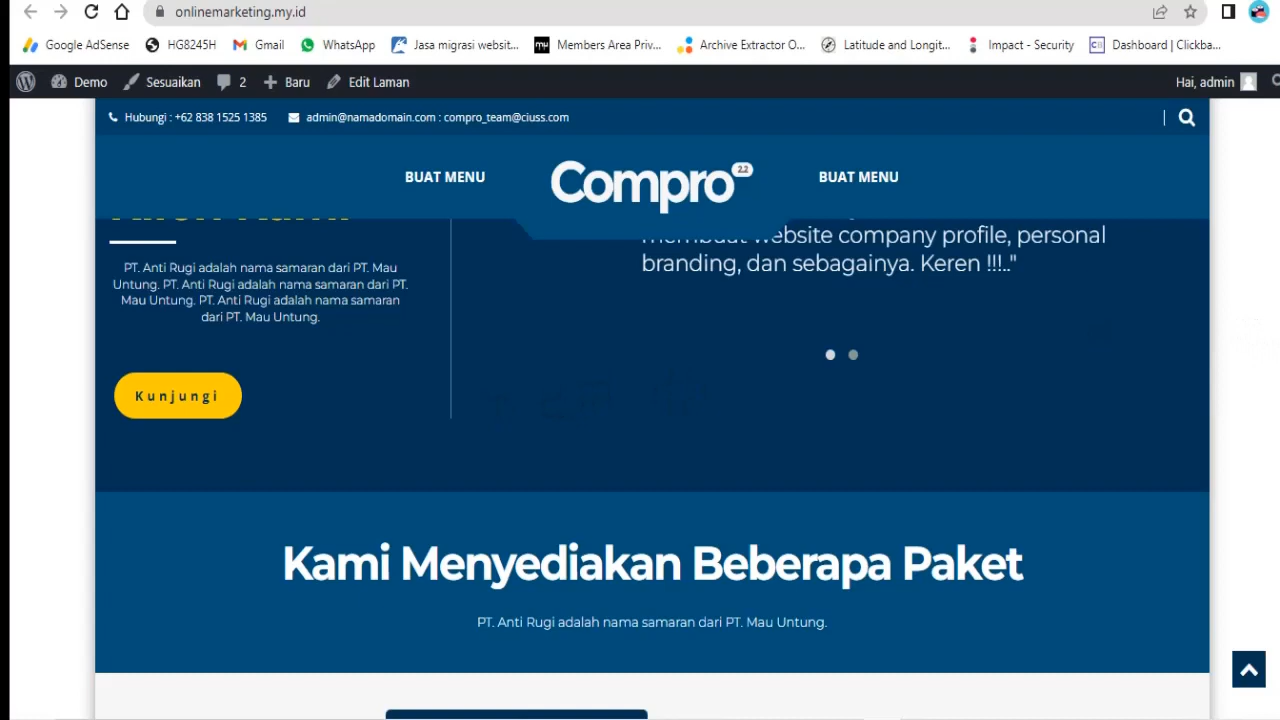 onlinemarketing.my.id
Google AdSense HG8245H Gmail WhatsApp Jasa migrasi websit... Members Area Priv... Archive Extractor O... Latitude and Longit... Impact - Security Dashboard | Clickba...
Demo Sesuaikan 2 Baru Edit Laman Hai, admin
Hubungi : +62 838 1525 1385 admin@namadomain.com : compro_team@ciuss.com
BUAT MENU Compro 2.2 BUAT MENU
membuat website company profile, personal
branding, dan sebagainya. Keren !!!.."
PT. Anti Rugi adalah nama samaran dari PT. Mau
Untung. PT. Anti Rugi adalah nama samaran dari PT.
Mau Untung. PT. Anti Rugi adalah nama samaran
dari PT. Mau Untung.
Kunjungi
Kami Menyediakan Beberapa Paket
PT. Anti Rugi adalah nama samaran dari PT. Mau Untung.